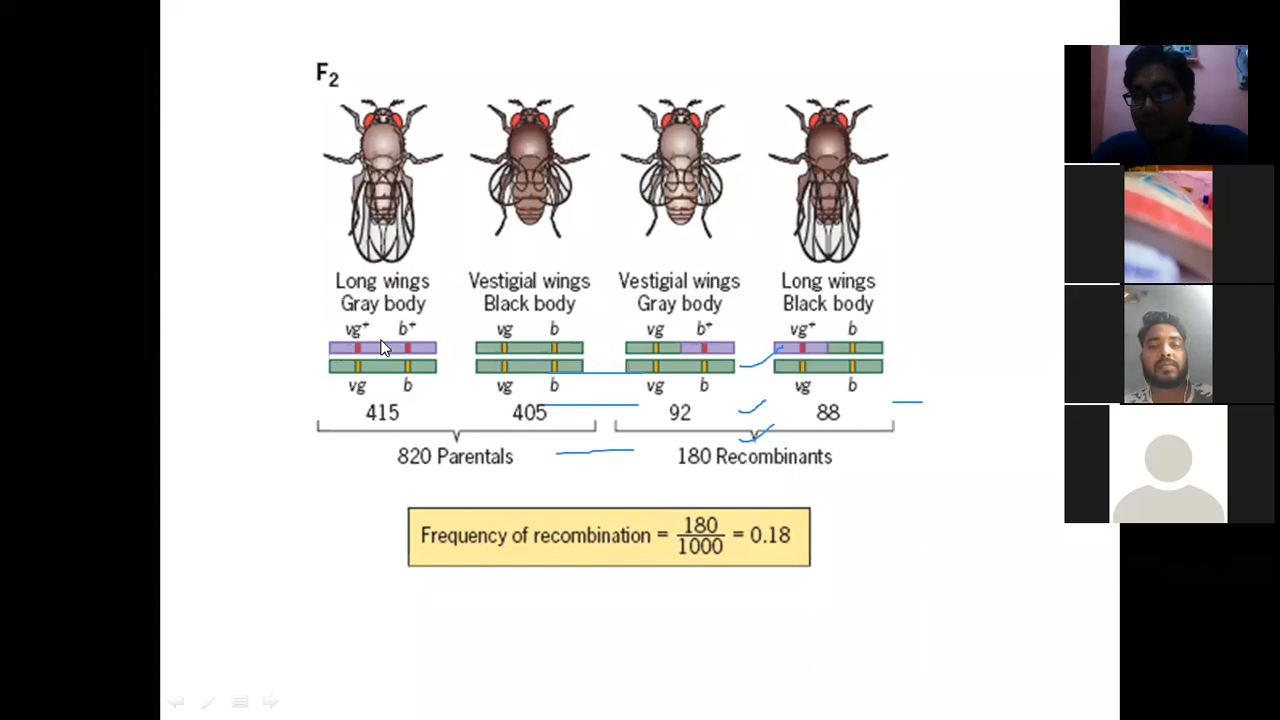 F2
Long wings Vestigial wings Vestigial wings Long wings
Gray body Black body Gray body Black body
vg+ b+ vg b vg b+ vg+ b
vg b vg b vg b vg b
415 405 92 88
820 Parentals 180 Recombinants
Frequency of recombination = 180/1000 = 0.18